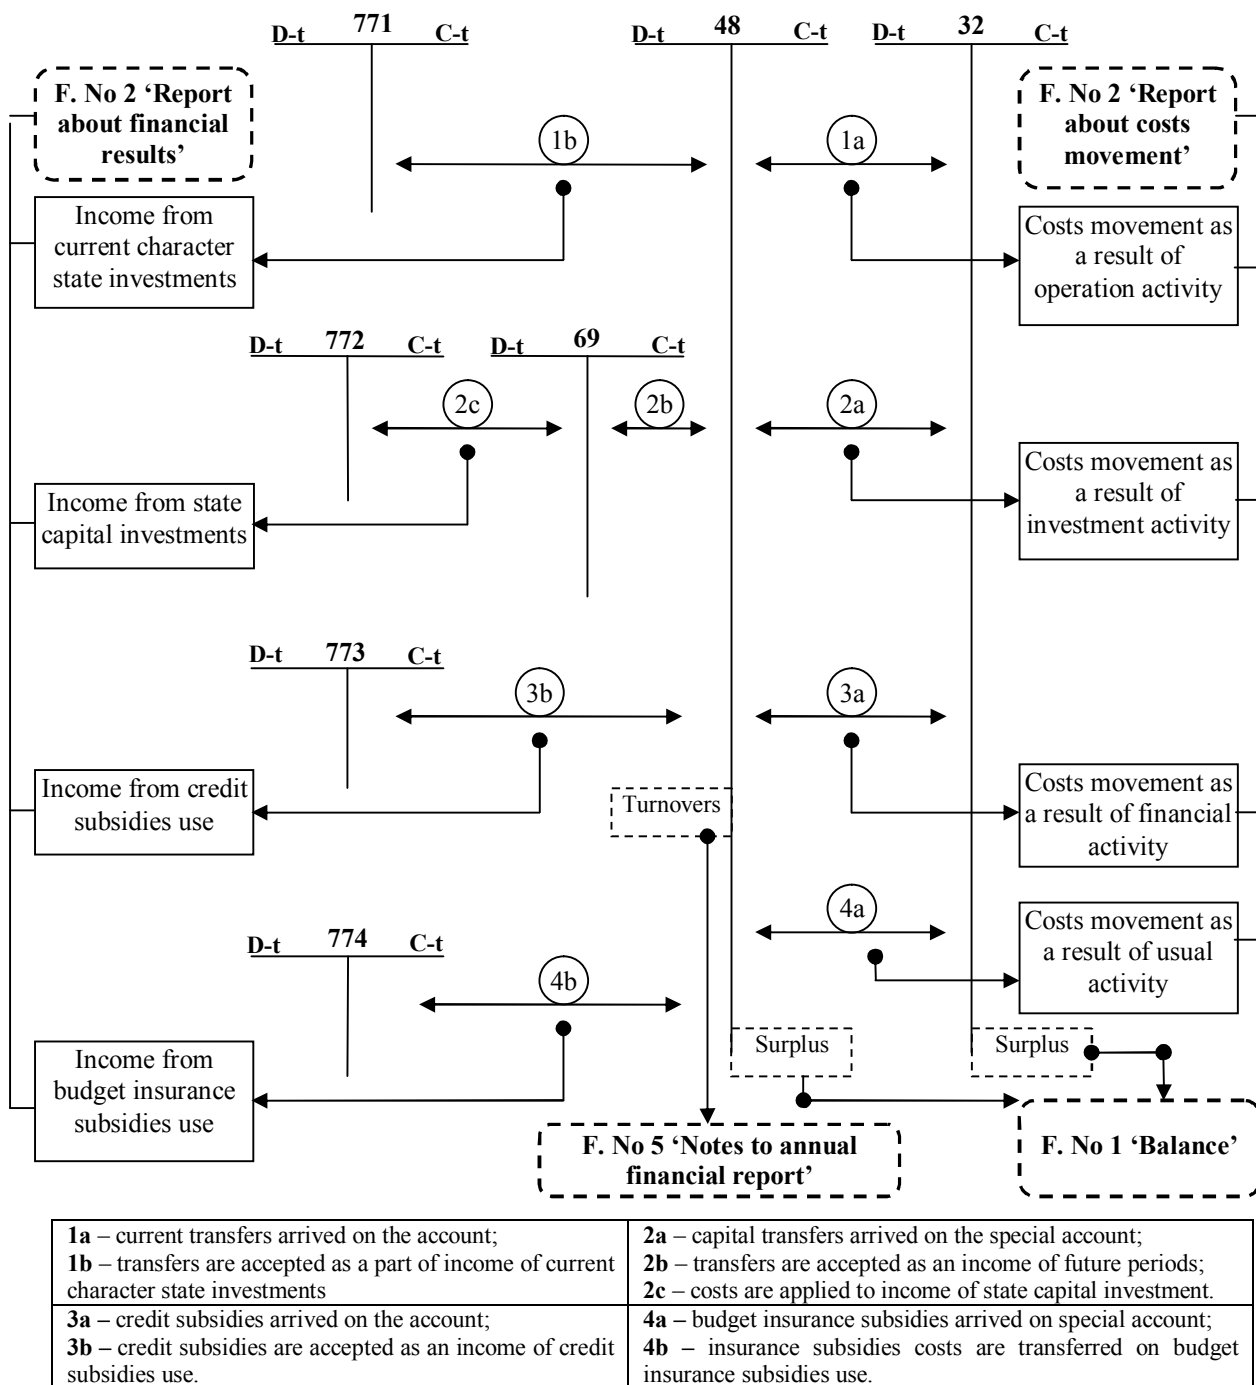 D-t 771 C-t
D-t 48 C-t
D-t 32 C-t
F. No 2 ‘Report
about financial
results’
1b
1a
F. No 2 ‘Report
about costs
movement’
Income from
current character
state investments
Costs movement as
a result of
operation activity
D-t 772 C-t
D-t 69 C-t
2c
2b
2a
Income from state
capital investments
Costs movement as
a result of
investment activity
D-t 773 C-t
3b
3a
Income from credit
subsidies use
Turnovers
Costs movement as
a result of financial
activity
D-t 774 C-t
4b
4a
Costs movement as
a result of usual
activity
Income from
budget insurance
subsidies use
Surplus
Surplus
F. No 5 ‘Notes to annual
financial report’
F. No 1 ‘Balance’
1a – current transfers arrived on the account;
1b – transfers are accepted as a part of income of current
character state investments
2a – capital transfers arrived on the special account;
2b – transfers are accepted as an income of future periods;
2c – costs are applied to income of state capital investment.
3a – credit subsidies arrived on the account;
3b – credit subsidies are accepted as an income of credit
subsidies use.
4a – budget insurance subsidies arrived on special account;
4b – insurance subsidies costs are transferred on budget
insurance subsidies use.